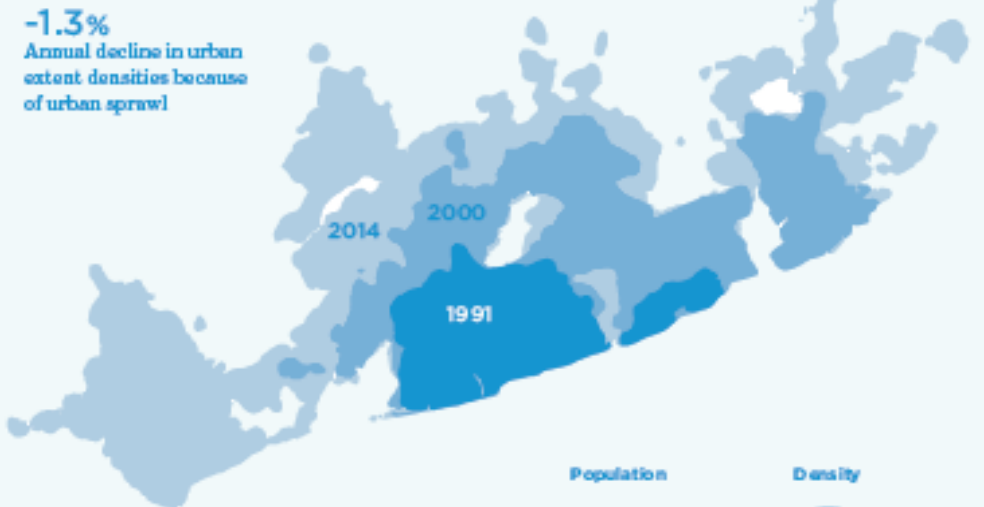 -1.3%
Annual decline in urban
extent densities because
of urban sprawl
2000
2014
1991
Population
Density